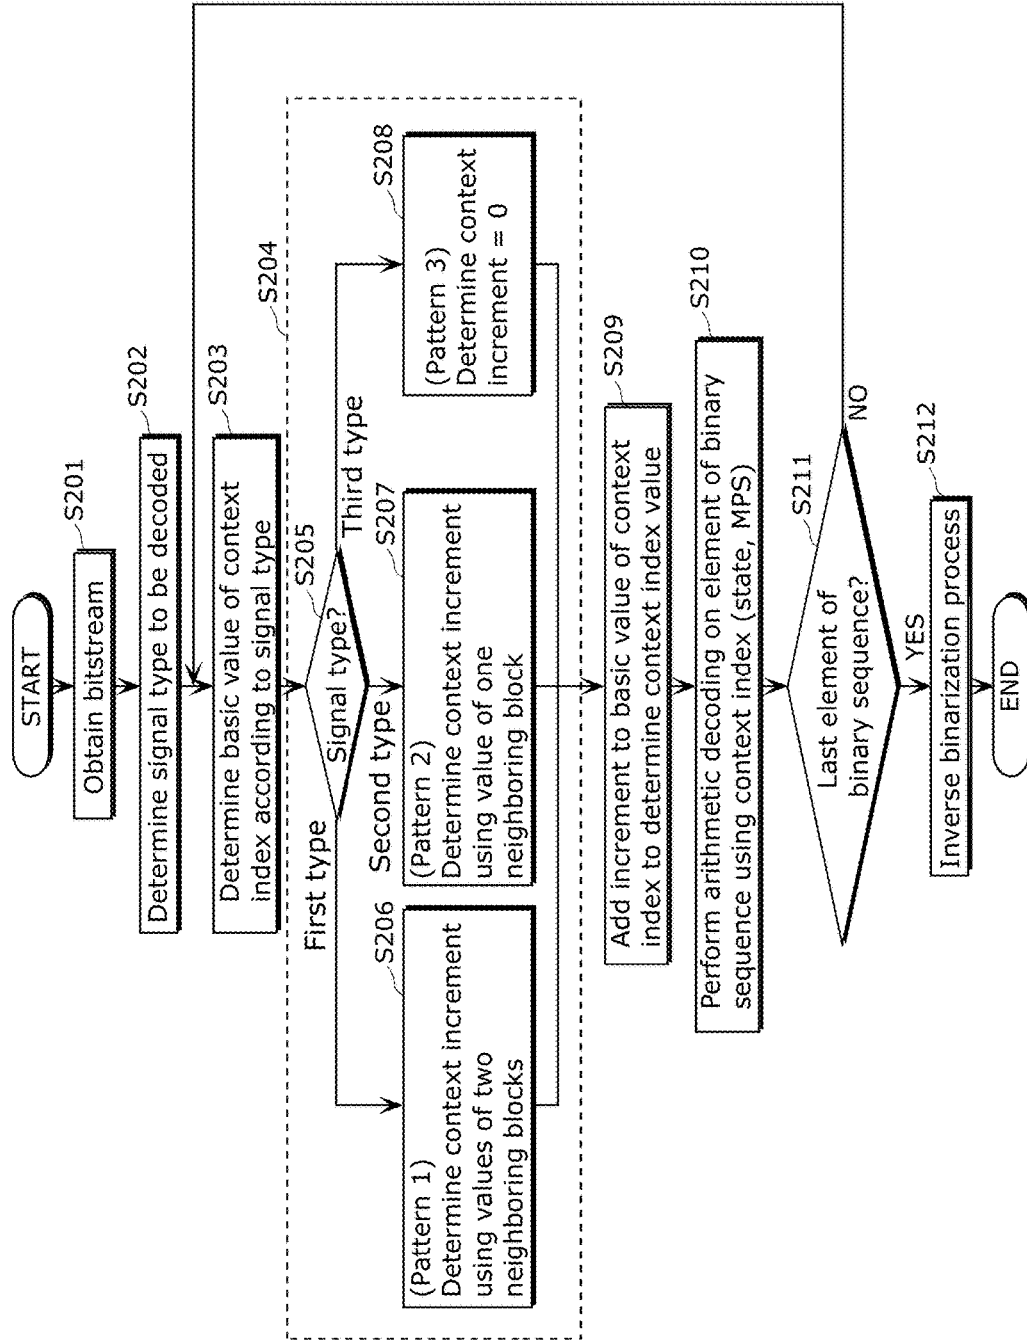 START
S201
Obtain bitstream
S202
Determine signal type to be decoded
S203
Determine basic value of context
index according to signal type
S204
S205
Signal type?
First type
Second type
Third type
S206
(Pattern 1)
Determine context increment
using values of two
neighboring blocks
S207
(Pattern 2)
Determine context increment
using value of one
neighboring block
S208
(Pattern 3)
Determine context
increment = 0
S209
Add increment to basic value of context
index to determine context index value
S210
Perform arithmetic decoding on element of binary
sequence using context index (state, MPS)
S211
Last element of
binary sequence?
NO
YES
S212
Inverse binarization process
END